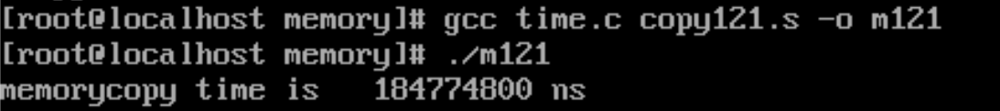 [root@localhost memory]# gcc time.c copy121.s -o m121
[root@localhost memory]# ./m121
memorycopy time is   184774800 ns